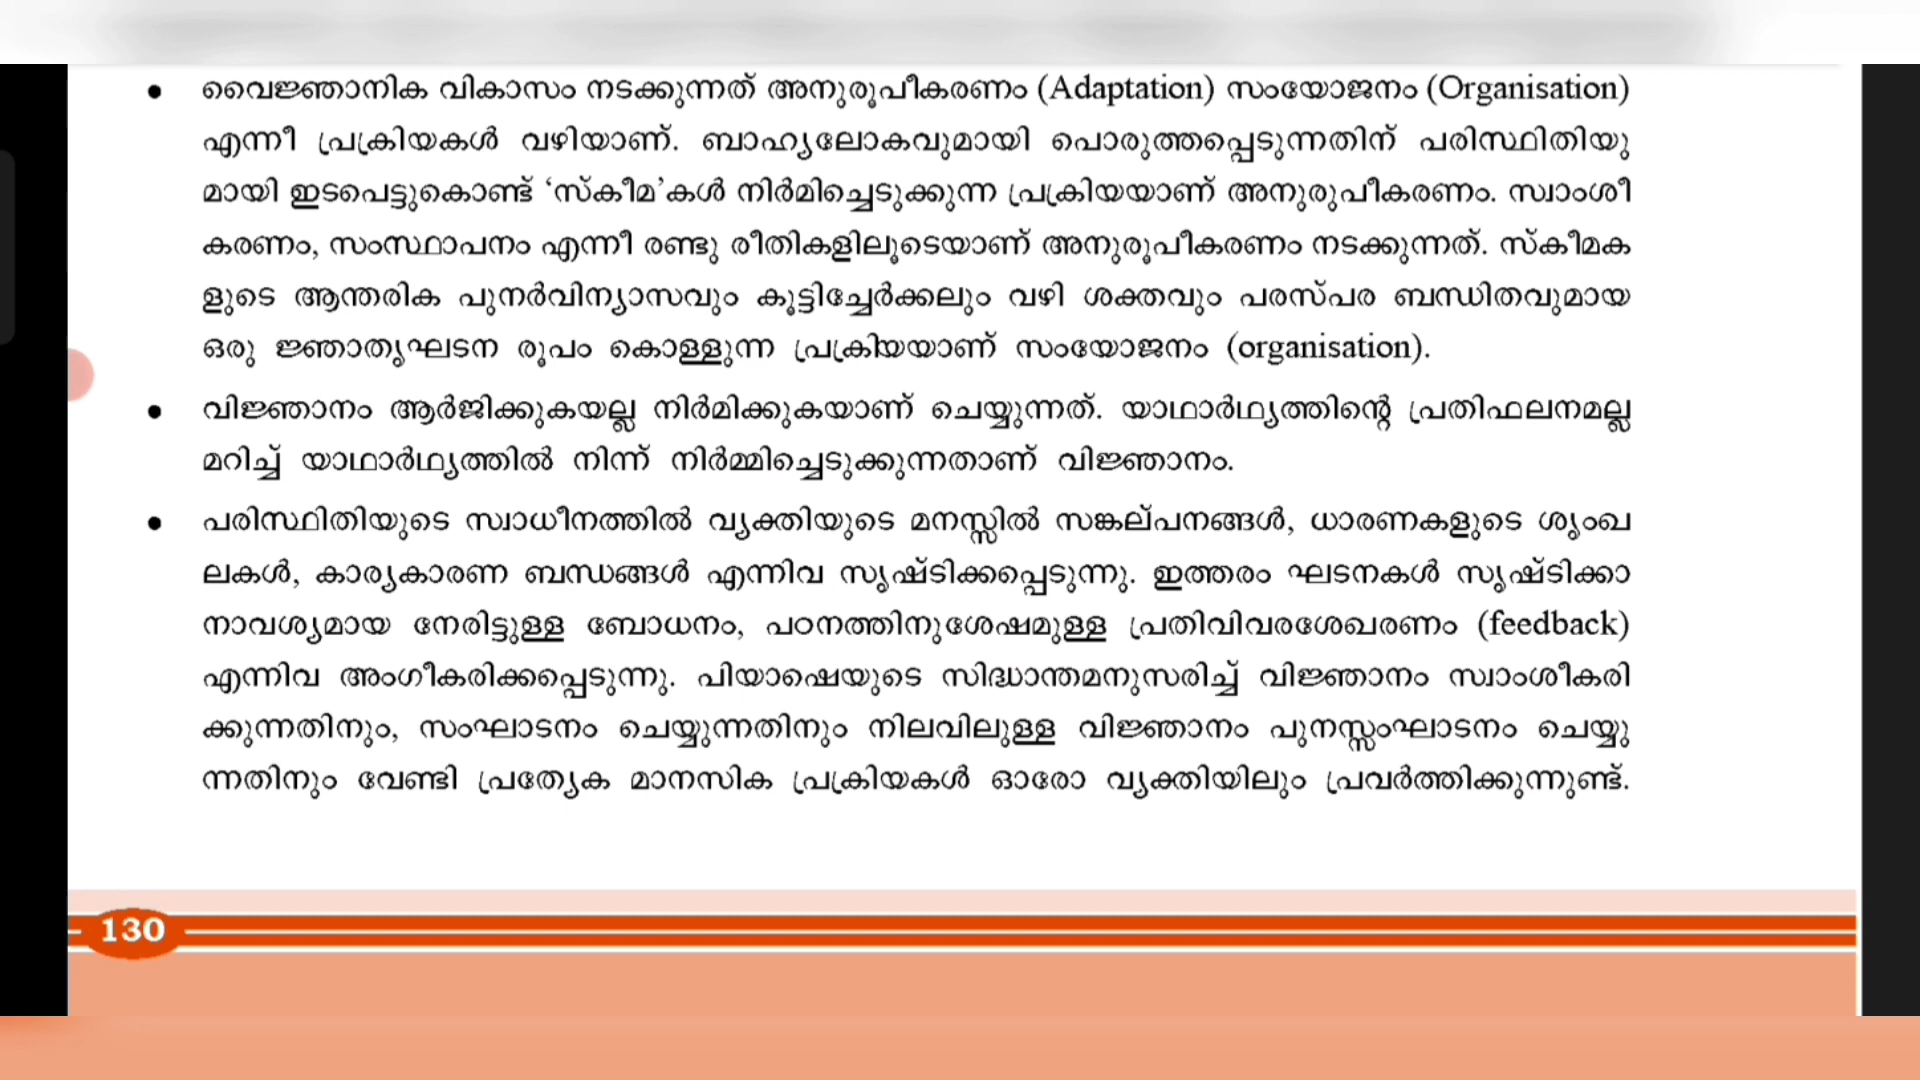 • വൈജ്ഞാനിക വികാസം നടക്കുന്നത് അനുരൂപീകരണം (Adaptation) സംയോജനം (Organisation)
എന്നീ പ്രക്രിയകൾ വഴിയാണ്. ബാഹ്യലോകവുമായി പൊരുത്തപ്പെടുന്നതിന് പരിസ്ഥിതിയു
മായി ഇടപെട്ടുകൊണ്ട് ‘സ്കീമ’കൾ നിർമിച്ചെടുക്കുന്ന പ്രക്രിയയാണ് അനുരുപീകരണം. സ്വാംശീ
കരണം, സംസ്ഥാപനം എന്നീ രണ്ടു രീതികളിലൂടെയാണ് അനുരൂപീകരണം നടക്കുന്നത്. സ്കീമക
ളുടെ ആന്തരിക പുനർവിന്യാസവും കൂട്ടിച്ചേർക്കലും വഴി ശക്തവും പരസ്പര ബന്ധിതവുമായ
ഒരു ജ്ഞാതൃഘടന രൂപം കൊള്ളുന്ന പ്രക്രിയയാണ് സംയോജനം (organisation).
• വിജ്ഞാനം ആർജിക്കുകയല്ല നിർമിക്കുകയാണ് ചെയ്യുന്നത്. യാഥാർഥ്യത്തിന്റെ പ്രതിഫലനമല്ല
മറിച്ച് യാഥാർഥ്യത്തിൽ നിന്ന് നിർമ്മിച്ചെടുക്കുന്നതാണ് വിജ്ഞാനം.
• പരിസ്ഥിതിയുടെ സ്വാധീനത്തിൽ വ്യക്തിയുടെ മനസ്സിൽ സങ്കല്പനങ്ങൾ, ധാരണകളുടെ ശൃംഖ
ലകൾ, കാര്യകാരണ ബന്ധങ്ങൾ എന്നിവ സൃഷ്ടിക്കപ്പെടുന്നു. ഇത്തരം ഘടനകൾ സൃഷ്ടിക്കാ
നാവശ്യമായ നേരിട്ടുള്ള ബോധനം, പഠനത്തിനുശേഷമുള്ള പ്രതിവിവരശേഖരണം (feedback)
എന്നിവ അംഗീകരിക്കപ്പെടുന്നു. പിയാഷെയുടെ സിദ്ധാന്തമനുസരിച്ച് വിജ്ഞാനം സ്വാംശീകരി
ക്കുന്നതിനും, സംഘാടനം ചെയ്യുന്നതിനും നിലവിലുള്ള വിജ്ഞാനം പുനസ്സംഘാടനം ചെയ്യു
ന്നതിനും വേണ്ടി പ്രത്യേക മാനസിക പ്രക്രിയകൾ ഓരോ വ്യക്തിയിലും പ്രവർത്തിക്കുന്നുണ്ട്.
130